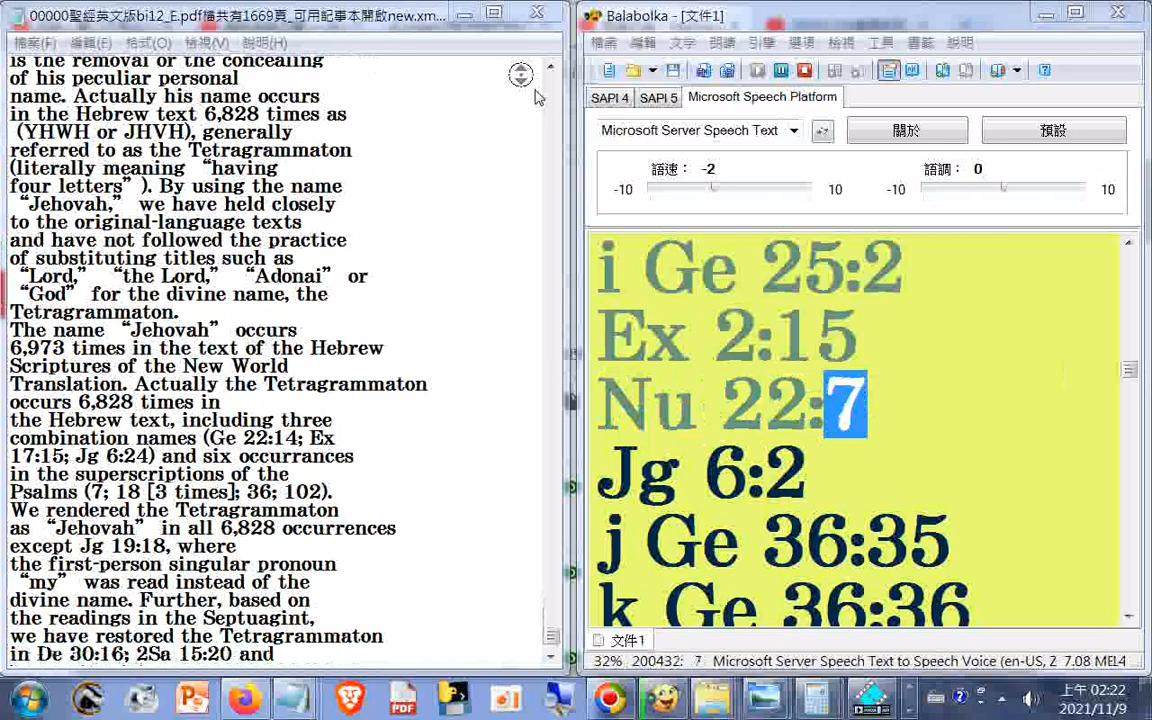 00000聖經英文版bi12_E.pdf檔共有1669頁_可用記事本開啟new.xm...
檔案(F) 編輯(E) 格式(O) 檢視(V) 說明(H)
is the removal or the concealing
of his peculiar personal
name. Actually his name occurs
in the Hebrew text 6,828 times as
(YHWH or JHVH), generally
referred to as the Tetragrammaton
(literally meaning “having
four letters”). By using the name
“Jehovah,” we have held closely
to the original-language texts
and have not followed the practice
of substituting titles such as
“Lord,” “the Lord,” “Adonai” or
“God” for the divine name, the
Tetragrammaton.
The name “Jehovah” occurs
6,973 times in the text of the Hebrew
Scriptures of the New World
Translation. Actually the Tetragrammaton
occurs 6,828 times in
the Hebrew text, including three
combination names (Ge 22:14; Ex
17:15; Jg 6:24) and six occurrances
in the superscriptions of the
Psalms (7; 18 [3 times]; 36; 102).
We rendered the Tetragrammaton
as “Jehovah” in all 6,828 occurrences
except Jg 19:18, where
the first-person singular pronoun
“my” was read instead of the
divine name. Further, based on
the readings in the Septuagint,
we have restored the Tetragrammaton
in De 30:16; 2Sa 15:20 and
Balabolka - [文件1]
檔案 編輯 文字 朗讀 引擎 選項 檢視 工具 書籤 說明
SAPI 4 SAPI 5 Microsoft Speech Platform
Microsoft Server Speech Text 關於 預設
語速： -2 語調： 0
-10 10 -10 10
i Ge 25:2
Ex 2:15
Nu 22:7
Jg 6:2
j Ge 36:35
k Ge 36:36
文件1
32% 200432: 7 Microsoft Server Speech Text to Speech Voice (en-US, Z 7.08 ME14
PDF
上午 02:22
2021/11/9